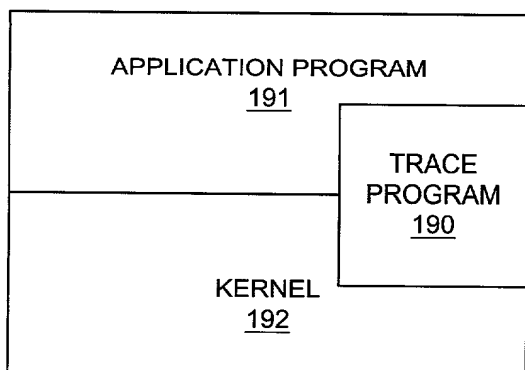 APPLICATION PROGRAM
191
TRACE
PROGRAM
190
KERNEL
192